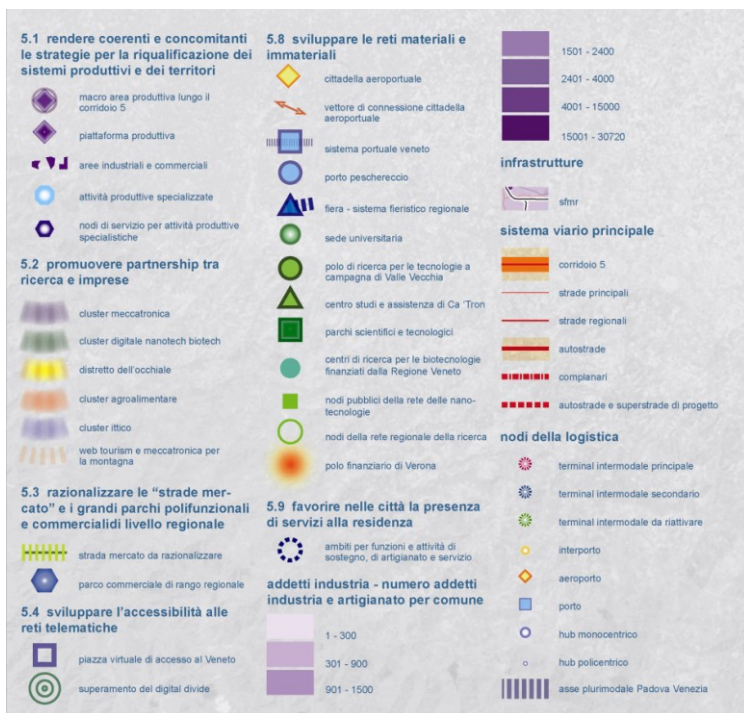 5.1 rendere coerenti e concomitanti
le strategie per la riqualificazione dei
sistemi produttivi e dei territori
macro area produttiva lungo il
corridoio 5
piattaforma produttiva
aree industriali e commerciali
attività produttive specializzate
nodi di servizio per attività produttive
specialistiche
5.2 promuovere partnership tra
ricerca e imprese
cluster meccatronica
cluster digitale nanotech biotech
distretto dell'occhiale
cluster agroalimentare
cluster ittico
web tourism e meccatronica per
la montagna
5.3 razionalizzare le "strade mer-
cato" e i grandi parchi polifunzionali
e commercialidi livello regionale
strada mercato da razionalizzare
parco commerciale di rango regionale
5.4 sviluppare l'accessibilità alle
reti telematiche
piazza virtuale di accesso al Veneto
superamento del digital divide
5.8 sviluppare le reti materiali e
immateriali
cittadella aeroportuale
vettore di connessione cittadella
aeroportuale
sistema portuale veneto
porto peschereccio
fiera - sistema fieristico regionale
sede universitaria
polo di ricerca per le tecnologie a
campagna di Valle Vecchia
centro studi e assistenza di Ca 'Tron
parchi scientifici e tecnologici
centri di ricerca per le biotecnologie
finanziati dalla Regione Veneto
nodi pubblici della rete delle nano-
tecnologie
nodi della rete regionale della ricerca
polo finanziario di Verona
5.9 favorire nelle città la presenza
di servizi alla residenza
ambiti per funzioni e attività di
sostegno, di artigianato e servizio
addetti industria - numero addetti
industria e artigianato per comune
1 - 300
301 - 900
901 - 1500
1501 - 2400
2401 - 4000
4001 - 15000
15001 - 30720
infrastrutture
sfmr
sistema viario principale
corridoio 5
strade principali
strade regionali
autostrade
complanari
autostrade e superstrade di progetto
nodi della logistica
terminal intermodale principale
terminal intermodale secondario
terminal intermodale da riattivare
interporto
aeroporto
porto
hub monocentrico
hub policentrico
asse plurimodale Padova Venezia